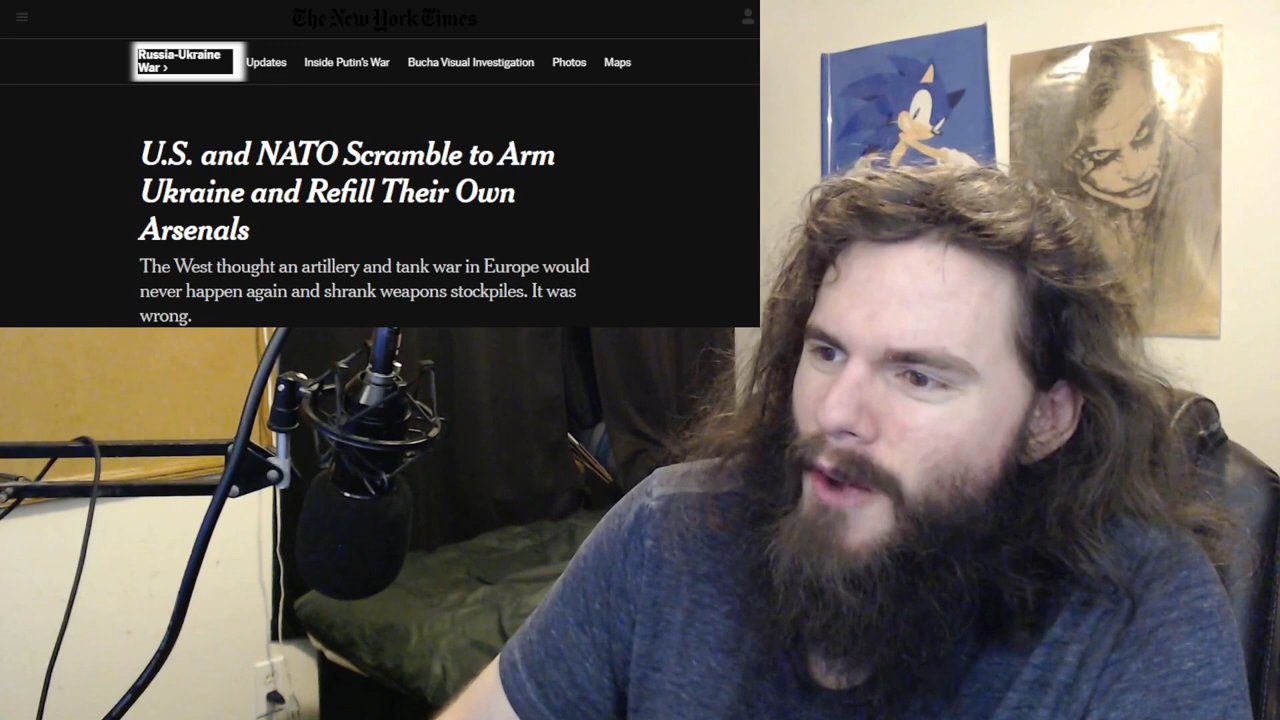 The New York Times
Russia-Ukraine
War ›
Updates
Inside Putin's War
Bucha Visual Investigation
Photos
Maps
U.S. and NATO Scramble to Arm
Ukraine and Refill Their Own
Arsenals
The West thought an artillery and tank war in Europe would
never happen again and shrank weapons stockpiles. It was
wrong.